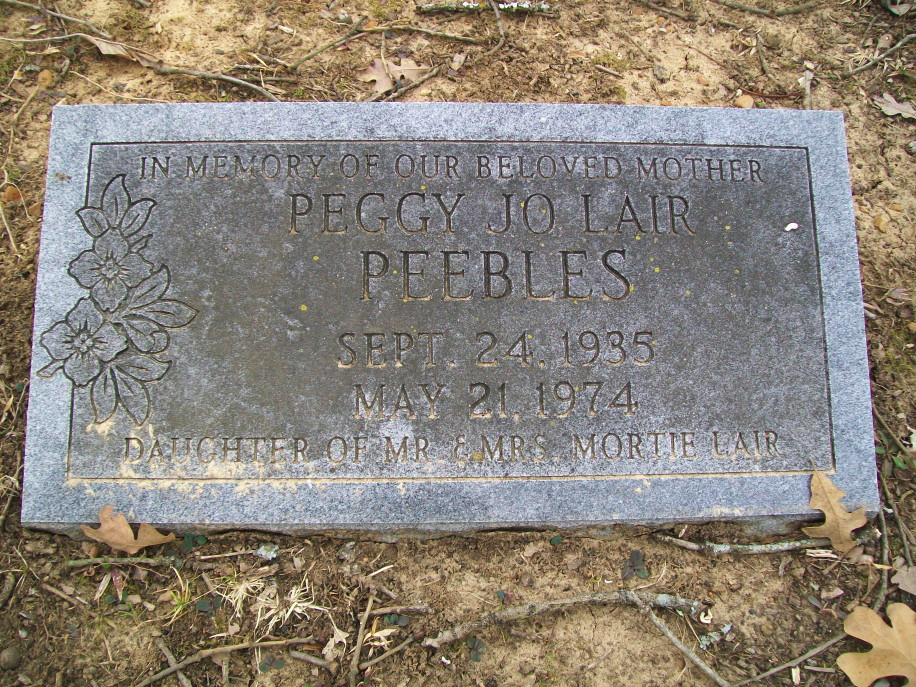 IN MEMORY OF OUR BELOVED MOTHER
PEGGY JO LAIR
PEEBLES
SEPT. 24. 1935
MAY 21. 1974
DAUGHTER OF MR & MRS. MORTIE LAIR